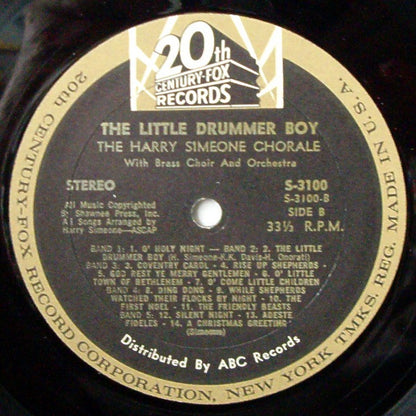 20th
CENTURY-FOX
RECORDS
THE LITTLE DRUMMER BOY
THE HARRY SIMEONE CHORALE
With Brass Choir And Orchestra
STEREO
S-3100
S-3100-B
SIDE B
33⅓ R.P.M.
All Music Copyrighted
By Shawnee Press, Inc.
All Songs Arranged by
Harry Simeone—ASCAP
BAND 1: 1. O' HOLY NIGHT — BAND 2: 2. THE LITTLE
DRUMMER BOY (H. Simeone-K.K. Davis-H. Onorati)
BAND 3: 3. COVENTRY CAROL - 4. RISE UP SHEPHERDS -
5. GOD REST YE MERRY GENTLEMEN - 6. O' LITTLE
TOWN OF BETHLEHEM - 7. O' COME LITTLE CHILDREN
BAND 4: 8. DING DONG - 9. WHILE SHEPHERDS
WATCHED THEIR FLOCKS BY NIGHT - 10. THE
FIRST NOEL - 11. THE FRIENDLY BEASTS
BAND 5: 12. SILENT NIGHT - 13. ADESTE
FIDELES - 14. A CHRISTMAS GREETING
(Simeone)
Distributed By ABC Records
20th CENTURY-FOX RECORD CORPORATION, NEW YORK TMKS. REG. MADE IN U.S.A.